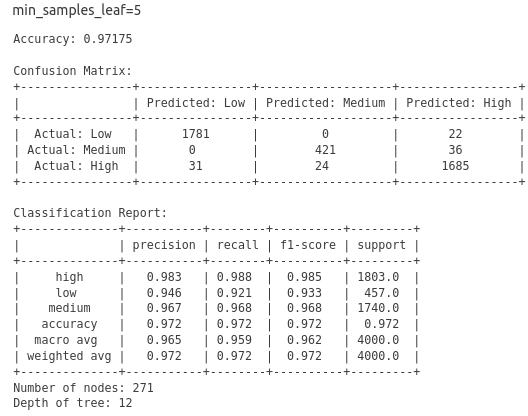 min_samples_leaf=5
Accuracy: 0.97175
Confusion Matrix:
+----------------+----------------+-------------------+-----------------+
|                | Predicted: Low | Predicted: Medium | Predicted: High |
+----------------+----------------+-------------------+-----------------+
|  Actual: Low   |      1781      |         0         |       22        |
| Actual: Medium |       0        |        421        |       36        |
|  Actual: High  |       31       |        24         |      1685       |
+----------------+----------------+-------------------+-----------------+
Classification Report:
+--------------+-----------+--------+----------+---------+
|              | precision | recall | f1-score | support |
+--------------+-----------+--------+----------+---------+
|     high     |   0.983   | 0.988  |  0.985   | 1803.0  |
|     low      |   0.946   | 0.921  |  0.933   |  457.0  |
|    medium    |   0.967   | 0.968  |  0.968   | 1740.0  |
|   accuracy   |   0.972   | 0.972  |  0.972   |  0.972  |
|  macro avg   |   0.965   | 0.959  |  0.962   | 4000.0  |
| weighted avg |   0.972   | 0.972  |  0.972   | 4000.0  |
+--------------+-----------+--------+----------+---------+
Number of nodes: 271
Depth of tree: 12